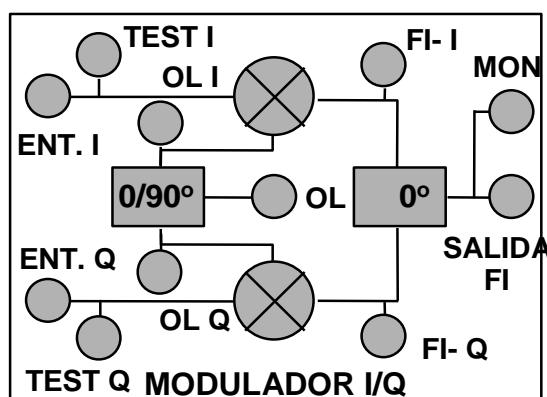 TEST I
FI- I
OL I
MON
ENT. I
0/90º
OL
0º
ENT. Q
SALIDA
FI
OL Q
FI- Q
TEST Q
MODULADOR I/Q